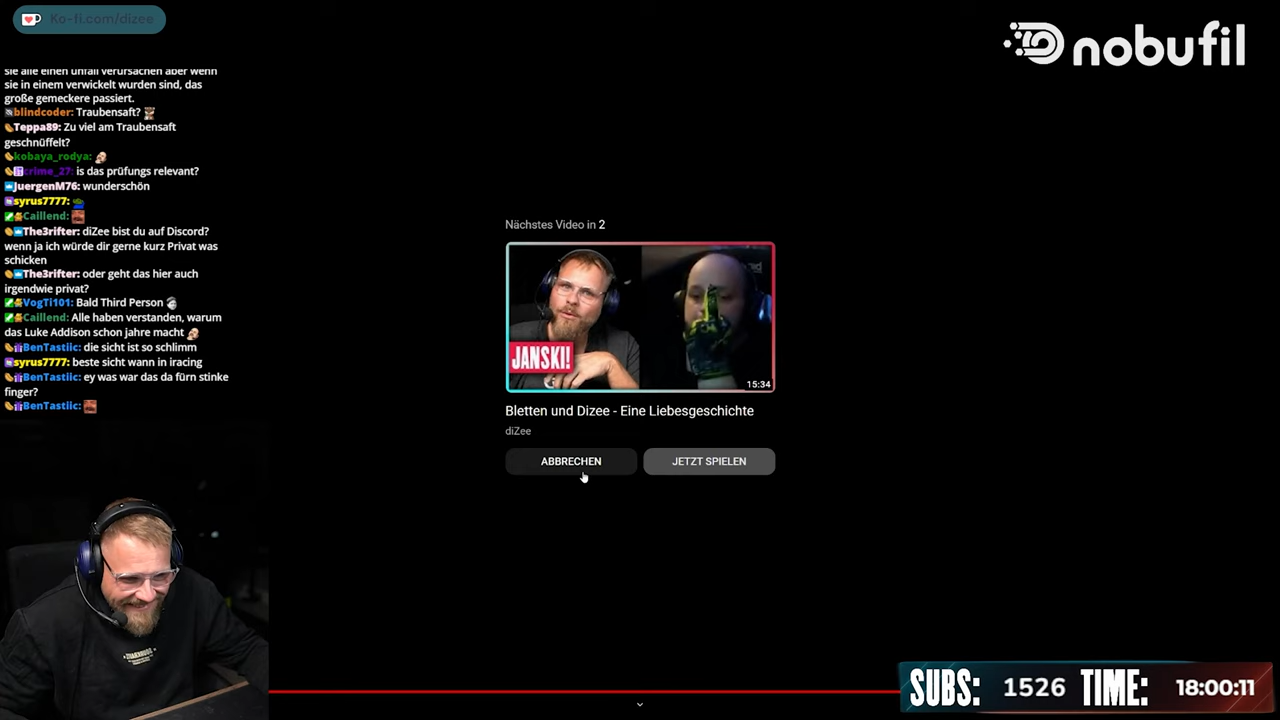 Ko-fi.com/dizee
nobufil
sie alle einen unfall verursachen aber wenn
sie in einem verwickelt wurden sind, das
große gemeckere passiert.
blindcoder: Traubensaft?
Teppa89: Zu viel am Traubensaft
geschnüffelt?
kobaya_rodya:
crime_27: is das prüfungs relevant?
JuergenM76: wunderschön
syrus7777:
Caillend:
The3rifter: diZee bist du auf Discord?
wenn ja ich würde dir gerne kurz Privat was
schicken
The3rifter: oder geht das hier auch
irgendwie privat?
VogTi101: Bald Third Person
Caillend: Alle haben verstanden, warum
das Luke Addison schon jahre macht
BenTastiic: die sicht ist so schlimm
syrus7777: beste sicht wann in iracing
BenTastiic: ey was war das da fürn stinke
finger?
BenTastiic:
Nächstes Video in 2
JANSKI!
15:34
Bletten und Dizee - Eine Liebesgeschichte
diZee
ABBRECHEN
JETZT SPIELEN
SUBS: 1526 TIME: 18:00:11